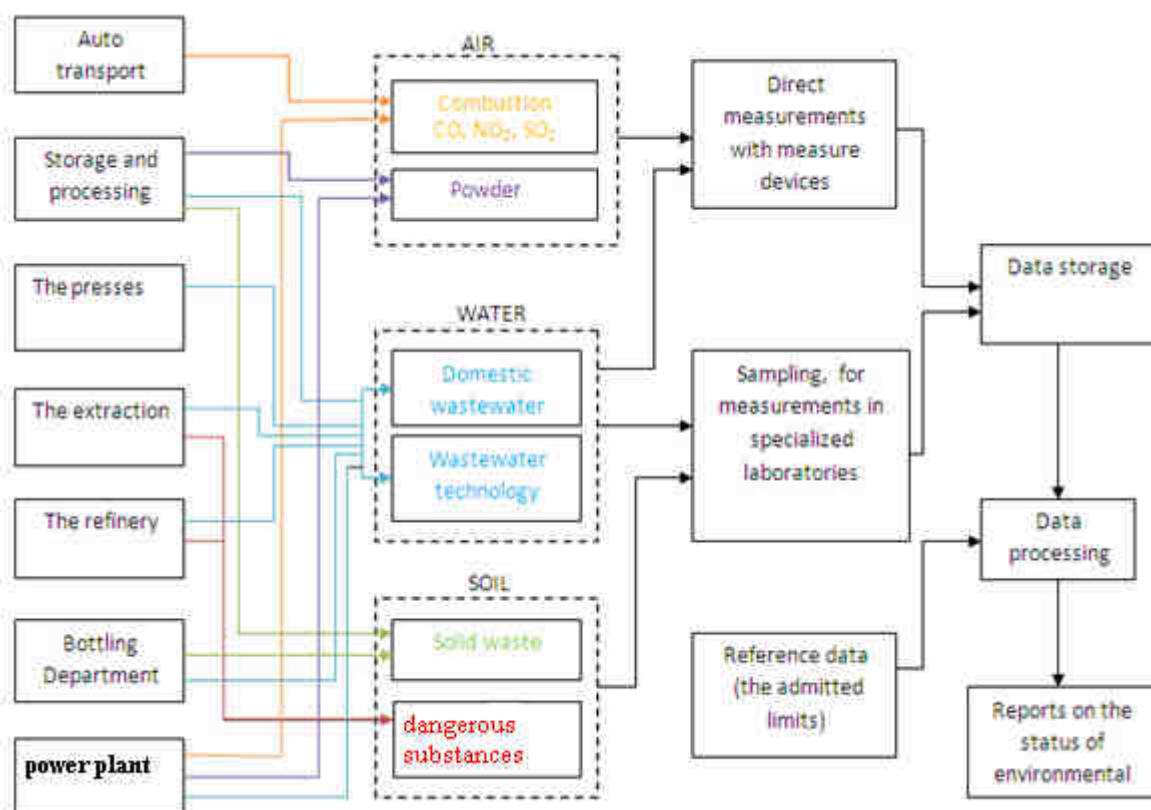 Auto
transport
Storage and
processing
The presses
The extraction
The refinery
Bottling
Department
power plant
AIR
Combustion
CO, NO₂, SO₂
Powder
WATER
Domestic
wastewater
Wastewater
technology
SOIL
Solid waste
dangerous
substances
Direct
measurements
with measure
devices
Sampling, for
measurements in
specialized
laboratories
Reference data
(the admitted
limits)
Data storage
Data
processing
Reports on the
status of
environmental